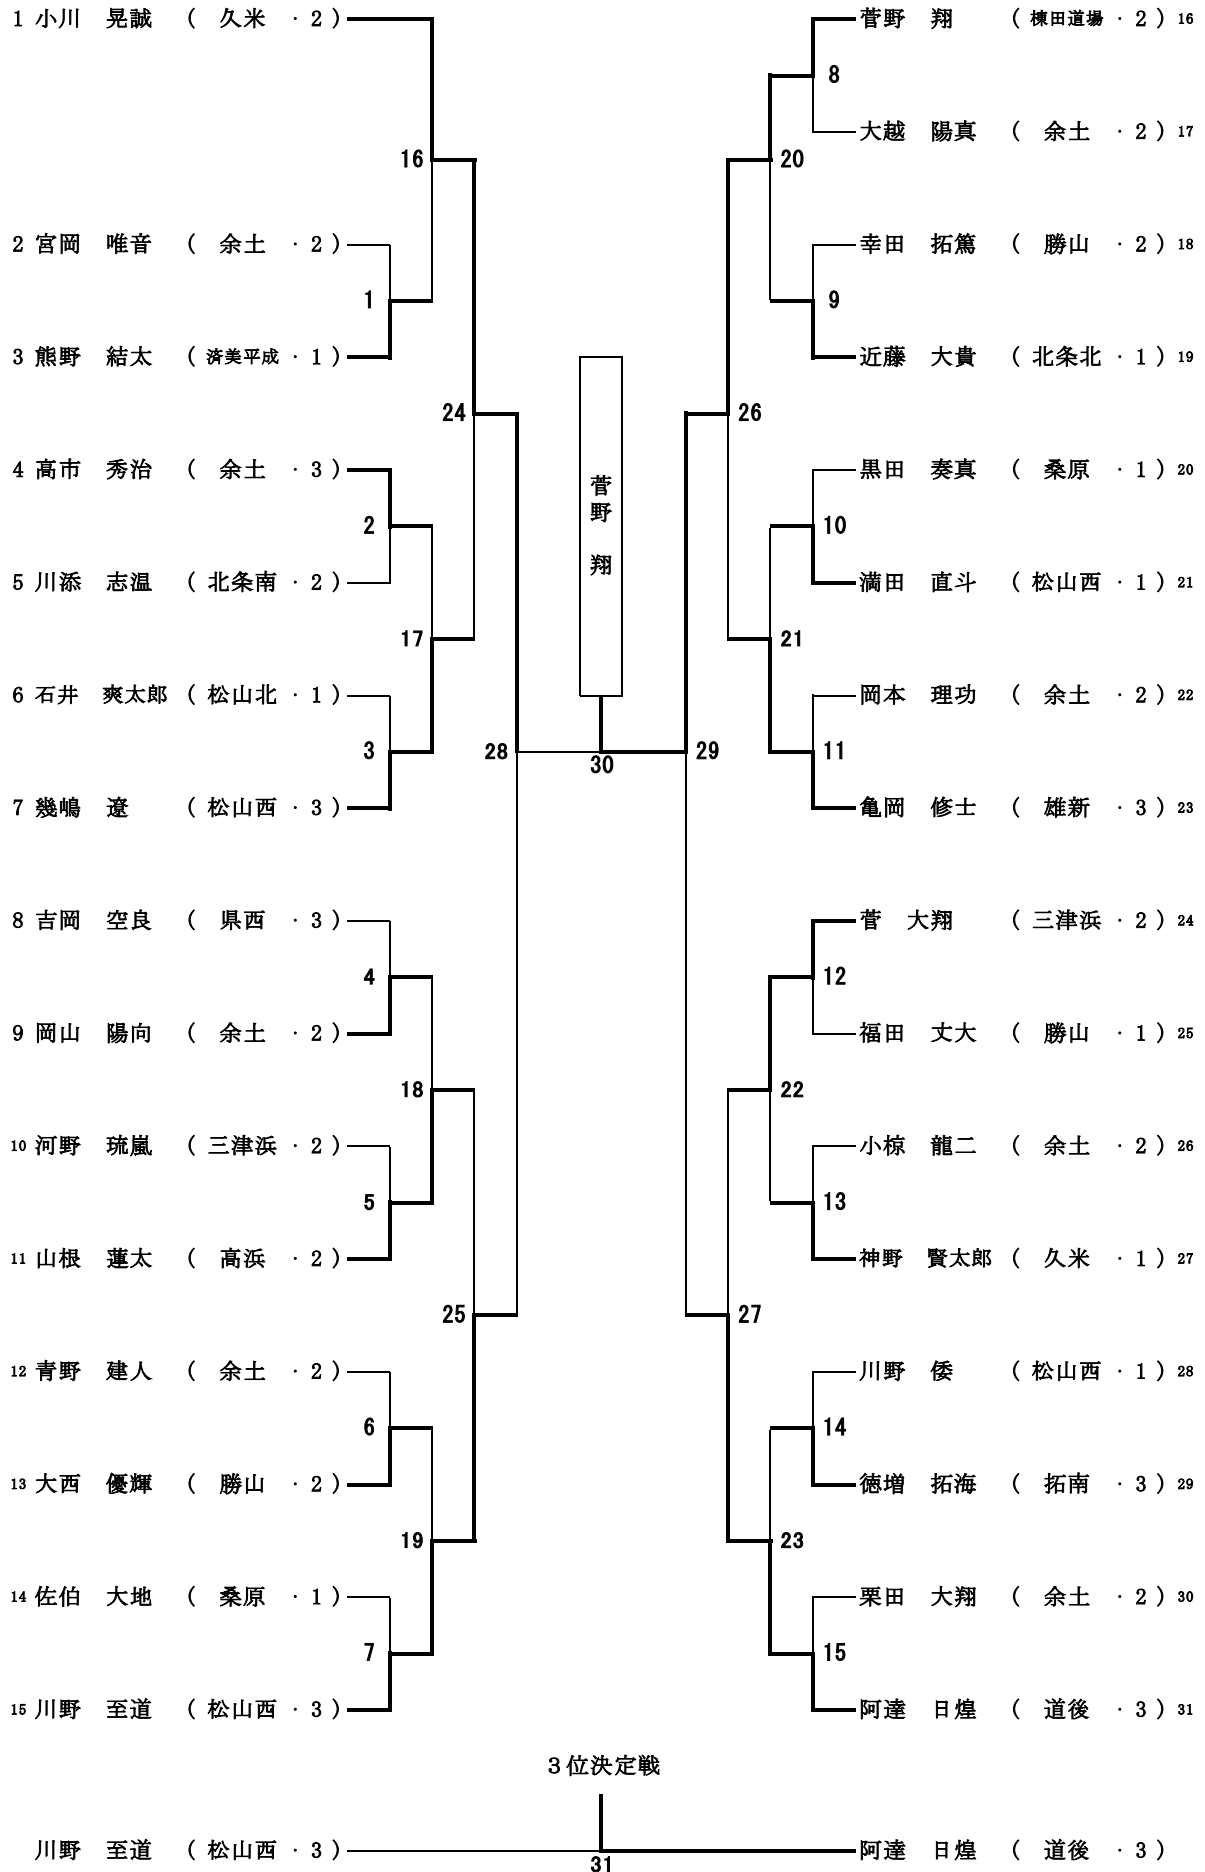 1 小川　晃誠 （ 久米 ・ 2 ）
16
2 宮岡　唯音 （ 余土 ・ 2 ）
1
3 熊野　結太 （ 済美平成 ・ 1 ）
24
4 高市　秀治 （ 余土 ・ 3 ）
2
5 川添　志温 （ 北条南 ・ 2 ）
17
6 石井　爽太郎 （ 松山北 ・ 1 ）
3
28
7 幾嶋　遼 （ 松山西 ・ 3 ）
8 吉岡　空良 （ 県西 ・ 3 ）
4
9 岡山　陽向 （ 余土 ・ 2 ）
18
10 河野　琉嵐 （ 三津浜 ・ 2 ）
5
11 山根　蓮太 （ 高浜 ・ 2 ）
25
12 青野　建人 （ 余土 ・ 2 ）
6
13 大西　優輝 （ 勝山 ・ 2 ）
19
14 佐伯　大地 （ 桑原 ・ 1 ）
7
15 川野　至道 （ 松山西 ・ 3 ）
菅野　翔
30
菅野　翔 （ 棟田道場 ・ 2 ） 16
8
大越　陽真 （ 余土 ・ 2 ） 17
20
幸田　拓篤 （ 勝山 ・ 2 ） 18
9
近藤　大貴 （ 北条北 ・ 1 ） 19
26
黒田　奏真 （ 桑原 ・ 1 ） 20
10
満田　直斗 （ 松山西 ・ 1 ） 21
21
岡本　理功 （ 余土 ・ 2 ） 22
11
29
亀岡　修士 （ 雄新 ・ 3 ） 23
菅　大翔 （ 三津浜 ・ 2 ） 24
12
福田　丈大 （ 勝山 ・ 1 ） 25
22
小椋　龍二 （ 余土 ・ 2 ） 26
13
神野　賢太郎 （ 久米 ・ 1 ） 27
27
川野　倭 （ 松山西 ・ 1 ） 28
14
徳増　拓海 （ 拓南 ・ 3 ） 29
23
栗田　大翔 （ 余土 ・ 2 ） 30
15
阿達　日煌 （ 道後 ・ 3 ） 31
３位決定戦
川野　至道 （ 松山西 ・ 3 ）
31
阿達　日煌 （ 道後 ・ 3 ）